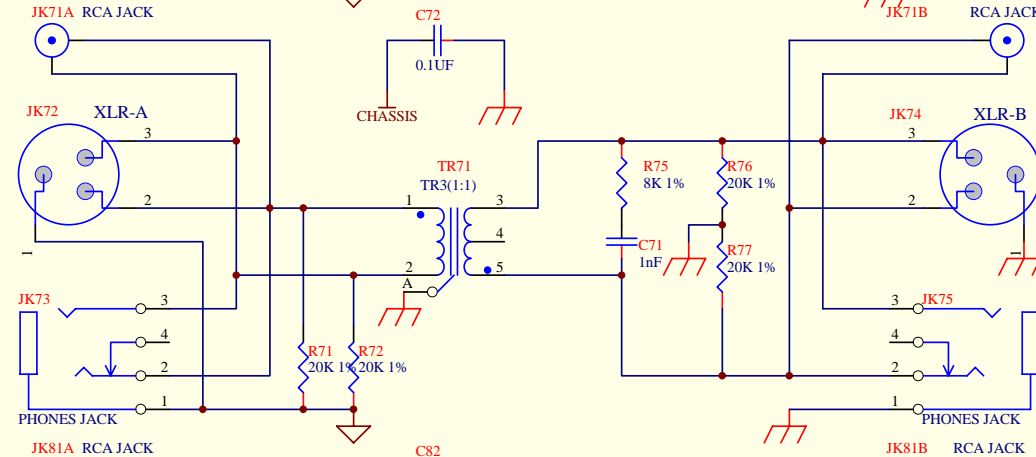 JK71A RCA JACK
C72
JK71B RCA JACK
0.1UF
CHASSIS
JK72
XLR-A
3
2
1
JK74
XLR-B
3
2
1
TR71
TR3(1:1)
1
2
A
3
4
5
R75
8K 1%
R76
20K 1%
C71
1nF
R77
20K 1%
JK73
3
4
2
1
PHONES JACK
R71
20K 1%
R72
20K 1%
JK75
3
4
2
1
PHONES JACK
JK81A RCA JACK
C82
JK81B RCA JACK